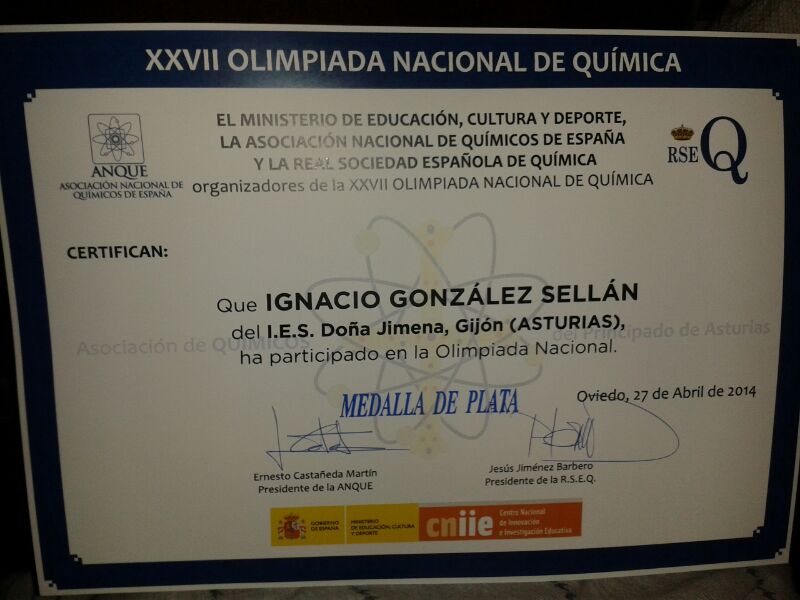 XXVII OLIMPIADA NACIONAL DE QUÍMICA
EL MINISTERIO DE EDUCACIÓN, CULTURA Y DEPORTE,
LA ASOCIACIÓN NACIONAL DE QUÍMICOS DE ESPAÑA
Y LA REAL SOCIEDAD ESPAÑOLA DE QUÍMICA
organizadores de la XXVII OLIMPIADA NACIONAL DE QUÍMICA
ANQUE
ASOCIACIÓN NACIONAL DE
QUÍMICOS DE ESPAÑA
RSEQ
CERTIFICAN:
Que IGNACIO GONZÁLEZ SELLÁN
del I.E.S. Doña Jimena, Gijón (ASTURIAS),
Asociación de QUÍMICOS del Principado de Asturias
ha participado en la Olimpiada Nacional.
MEDALLA DE PLATA
Oviedo, 27 de Abril de 2014
Ernesto Castañeda Martín
Presidente de la ANQUE
Jesús Jiménez Barbero
Presidente de la R.S.E.Q.
GOBIERNO
DE ESPAÑA
MINISTERIO
DE EDUCACIÓN, CULTURA
Y DEPORTE
cniie
Centro Nacional
de Innovación
e Investigación Educativa